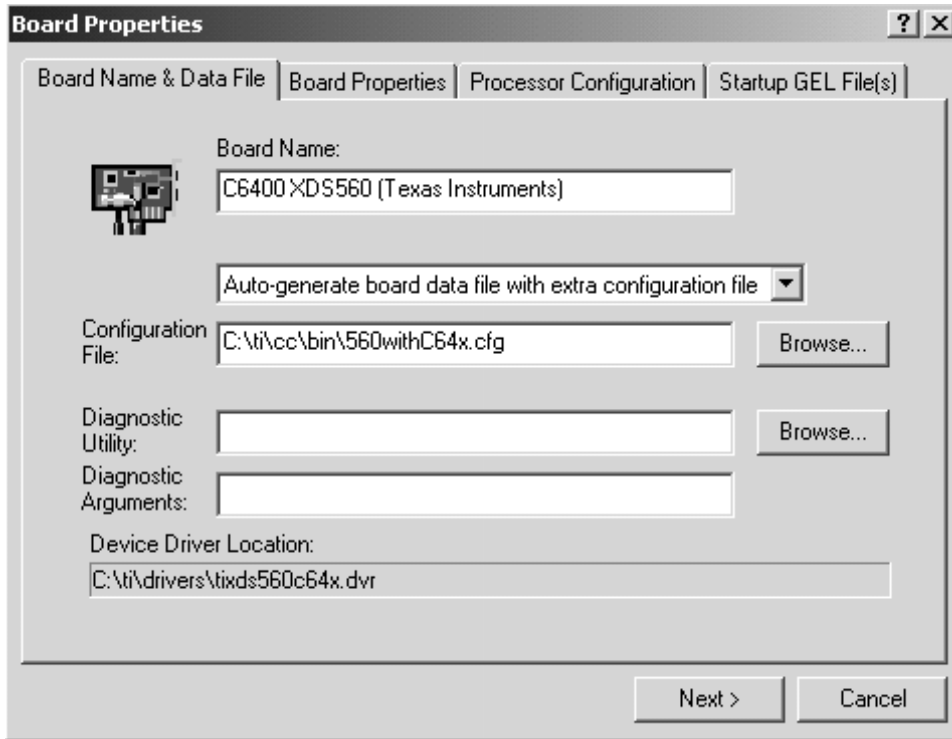 Board Properties
Board Name & Data File
Board Properties
Processor Configuration
Startup GEL File(s)
Board Name:
C6400 XDS560 (Texas Instruments)
Auto-generate board data file with extra configuration file
Configuration
File:
C:\ti\cc\bin\560withC64x.cfg
Browse...
Diagnostic
Utility:
Browse...
Diagnostic
Arguments:
Device Driver Location:
C:\ti\drivers\tixds560c64x.dvr
Next >
Cancel